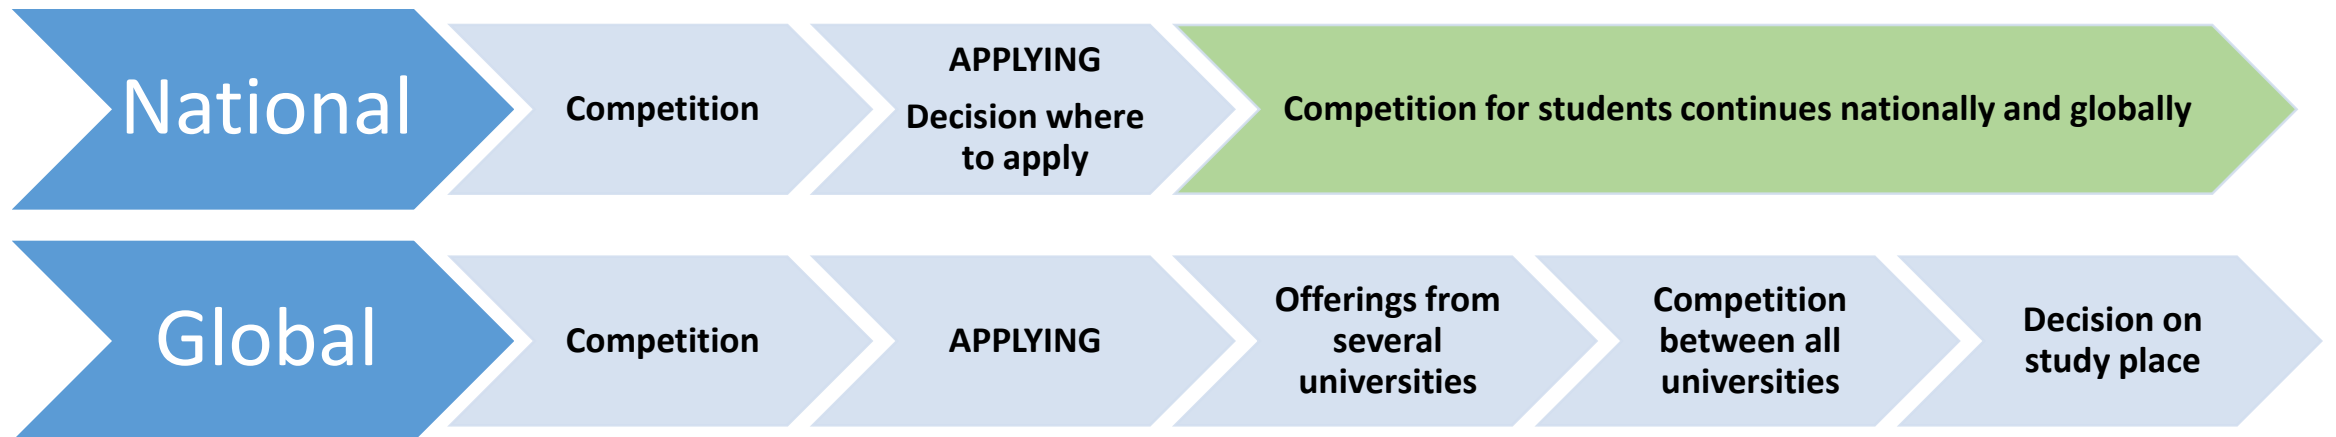 National
Competition
APPLYING
Decision where
to apply
Competition for students continues nationally and globally
Global
Competition
APPLYING
Offerings from
several
universities
Competition
between all
universities
Decision on
study place